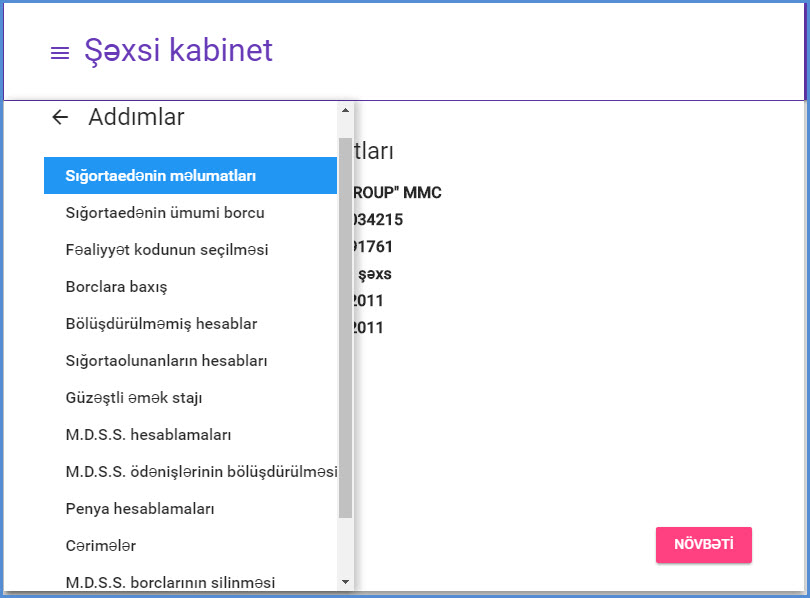 Şəxsi kabinet
Addımlar
Sığortaedənin məlumatları
Sığortaedənin ümumi borcu
Fəaliyyət kodunun seçilməsi
Borclara baxış
Bölüşdürülməmiş hesablar
Sığortaolunanların hesabları
Güzəştli əmək stajı
M.D.S.S. hesablamaları
M.D.S.S. ödənişlərinin bölüşdürülməsi
Penya hesablamaları
Cərimələr
M.D.S.S. borclarının silinməsi
tları
ROUP" MMC
034215
91761
şəxs
2011
2011
NÖVBƏTİ